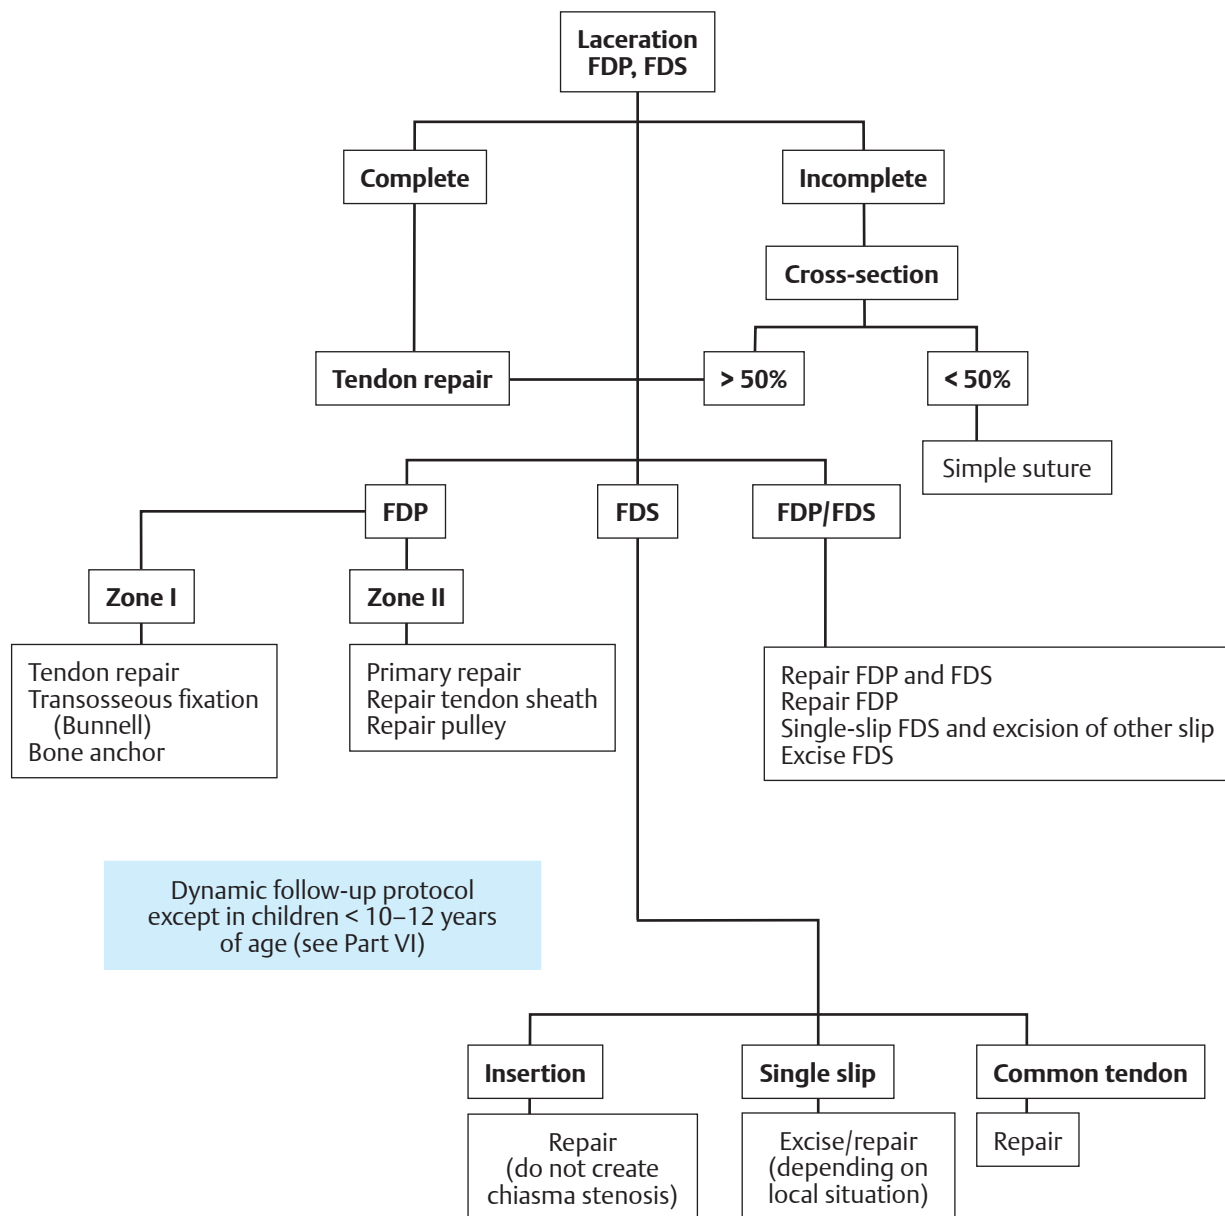 Laceration
FDP, FDS
Complete
Incomplete
Cross-section
Tendon repair
> 50%
< 50%
Simple suture
FDP
FDS
FDP/FDS
Zone I
Zone II
Tendon repair
Transosseous fixation
(Bunnell)
Bone anchor
Primary repair
Repair tendon sheath
Repair pulley
Repair FDP and FDS
Repair FDP
Single-slip FDS and excision of other slip
Excise FDS
Dynamic follow-up protocol
except in children < 10–12 years
of age (see Part VI)
Insertion
Single slip
Common tendon
Repair
(do not create
chiasma stenosis)
Excise/repair
(depending on
local situation)
Repair